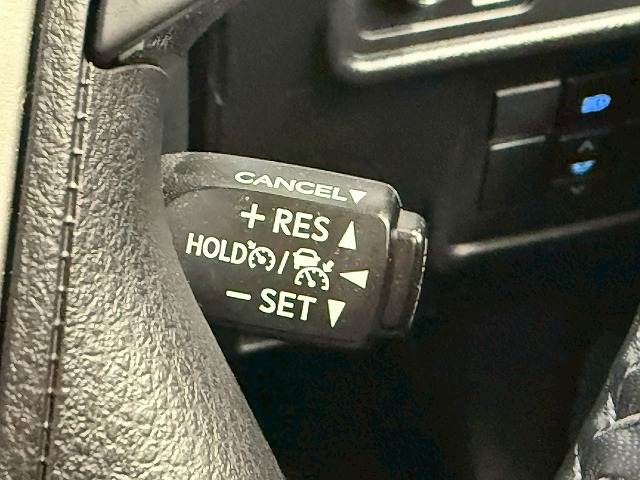 CANCEL▼
+ RES ▲
HOLD / ◀
− SET ▼